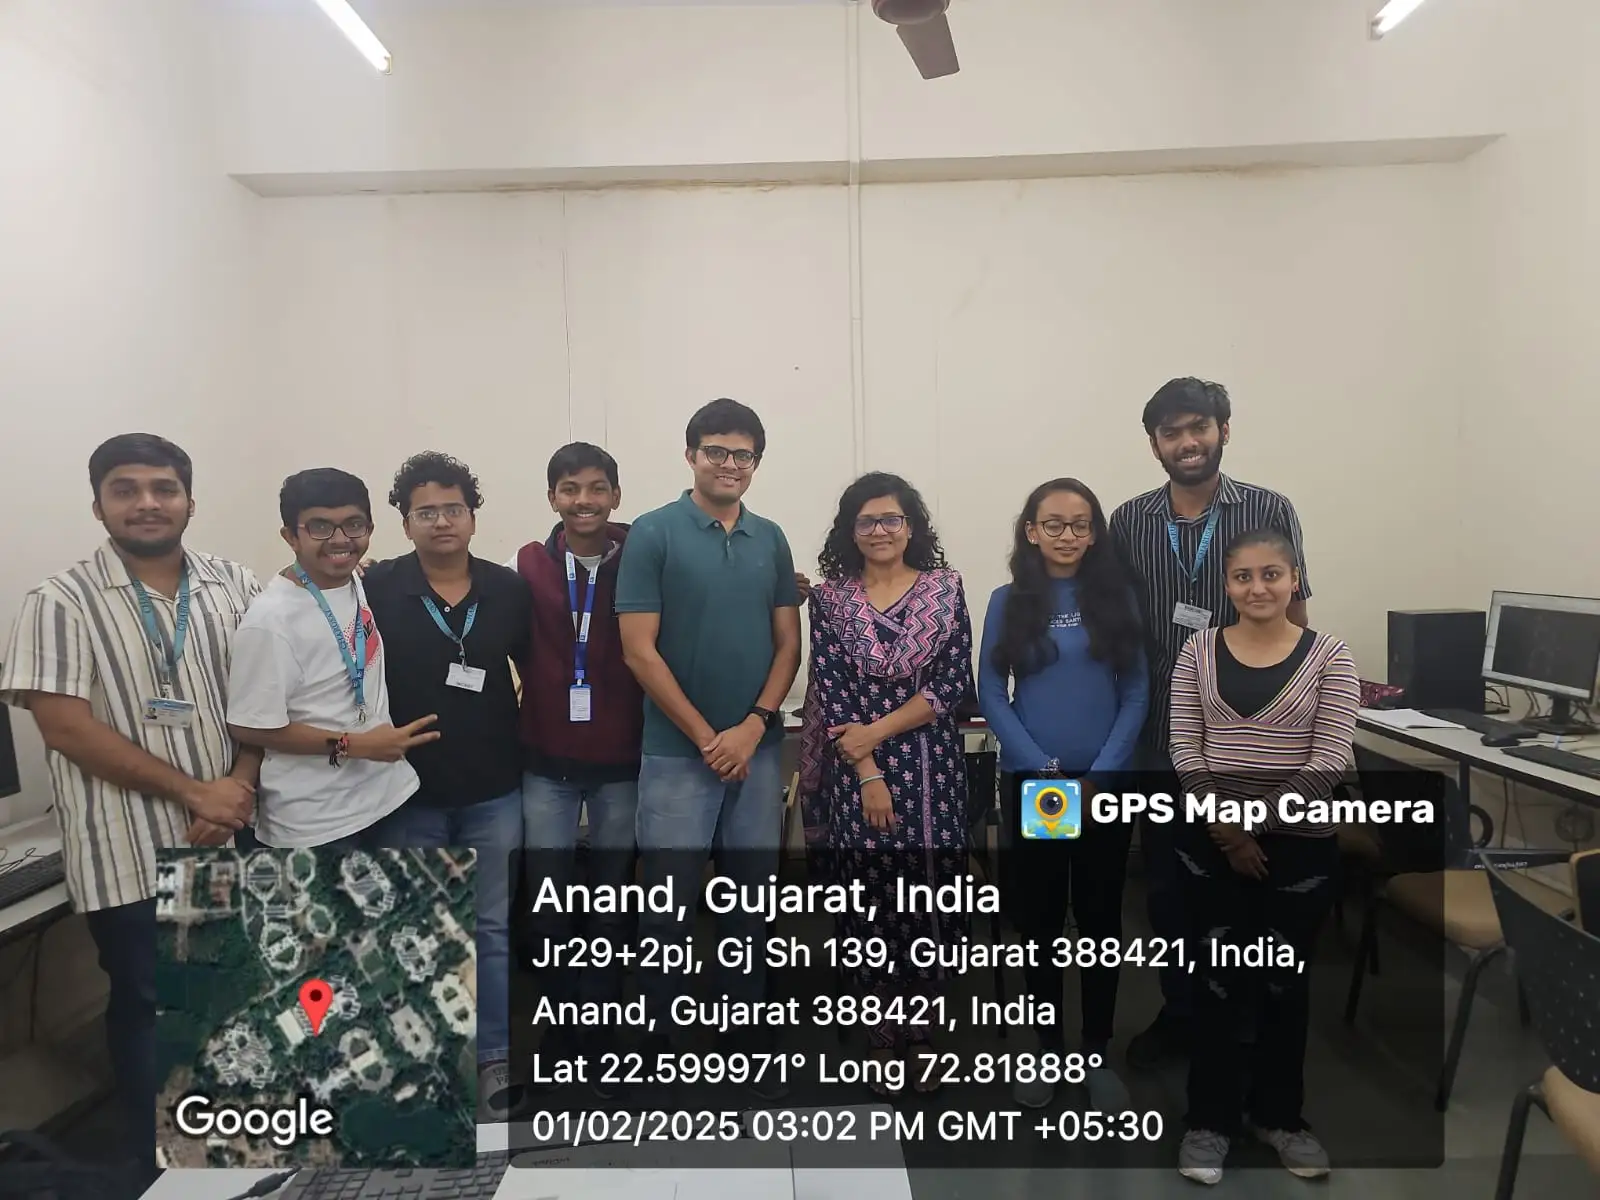 GPS Map Camera
Anand, Gujarat, India
Jr29+2pj, Gj Sh 139, Gujarat 388421, India,
Anand, Gujarat 388421, India
Lat 22.599971° Long 72.81888°
01/02/2025 03:02 PM GMT +05:30
Google